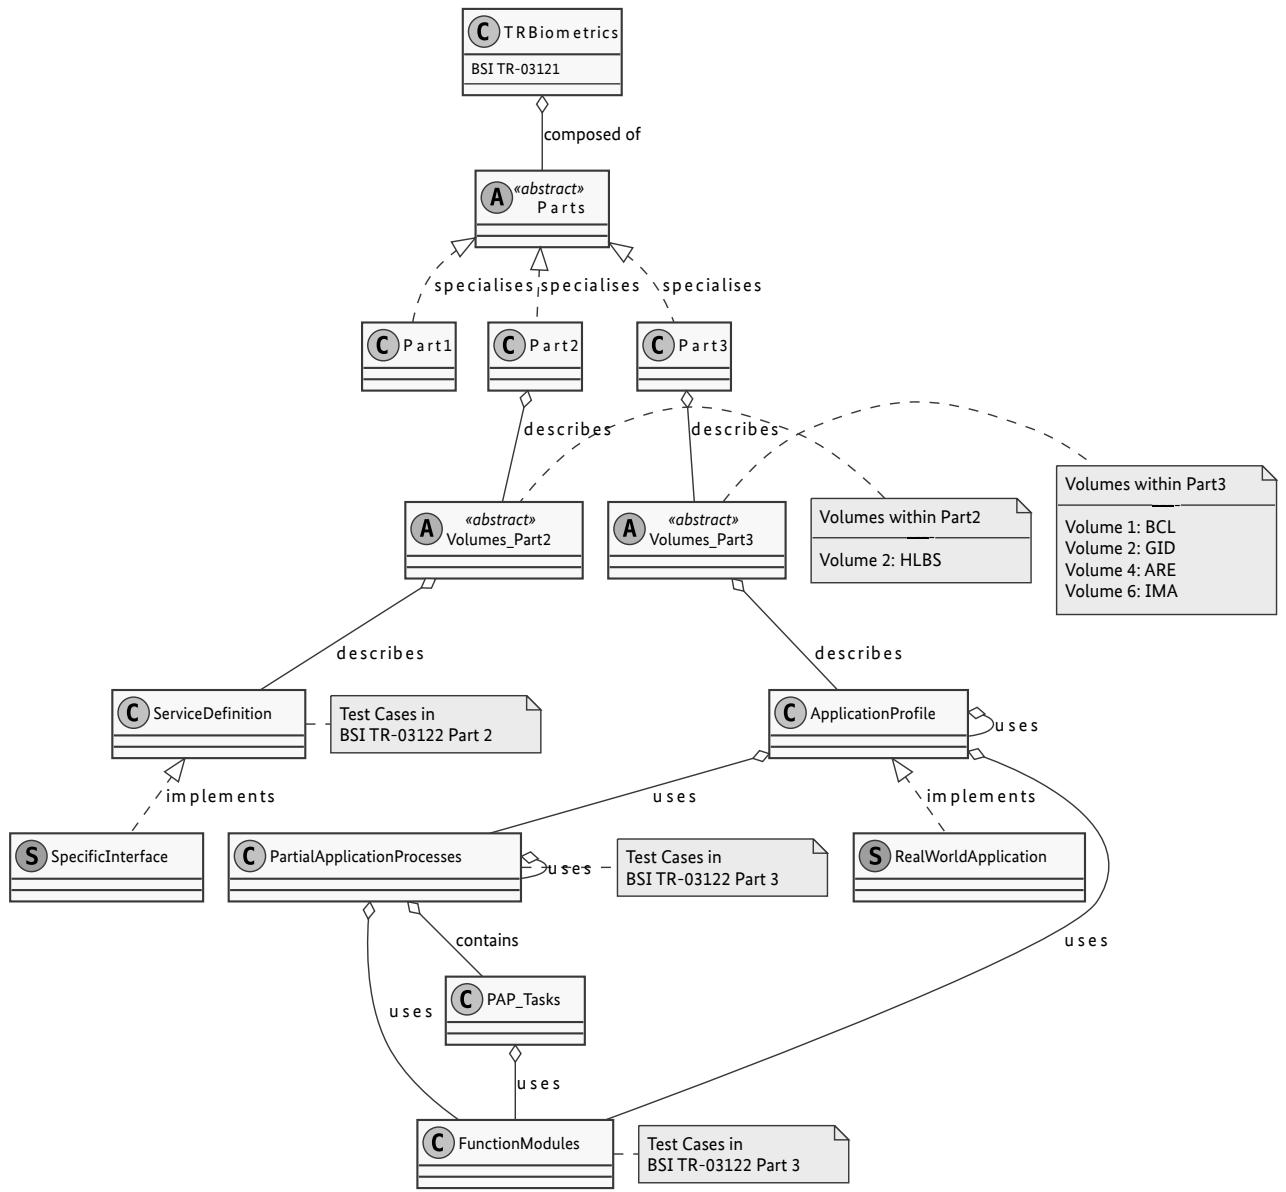 C TRBiometrics
BSI TR-03121
composed of
A «abstract»
Parts
specialises specialises specialises
C Part1
C Part2
C Part3
describes
describes
A «abstract»
Volumes_Part2
A «abstract»
Volumes_Part3
Volumes within Part2
Volume 2: HLBS
Volumes within Part3
Volume 1: BCL
Volume 2: GID
Volume 4: ARE
Volume 6: IMA
describes
describes
C ServiceDefinition
Test Cases in
BSI TR-03122 Part 2
C ApplicationProfile
uses
implements
uses
implements
S SpecificInterface
C PartialApplicationProcesses
uses
Test Cases in
BSI TR-03122 Part 3
S RealWorldApplication
contains
uses
C PAP_Tasks
uses
uses
C FunctionModules
Test Cases in
BSI TR-03122 Part 3